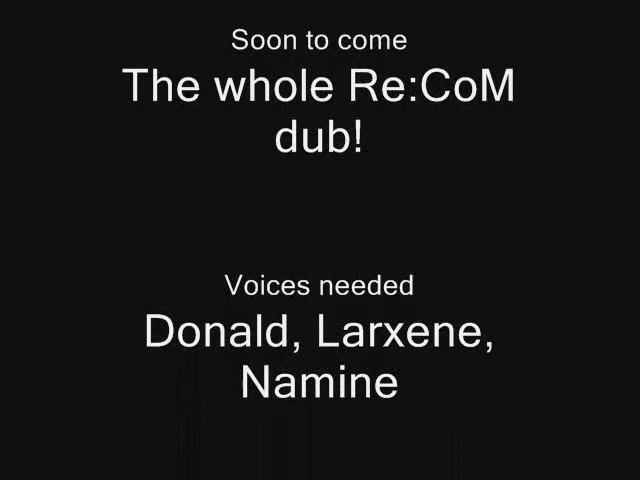 Soon to come
The whole Re:CoM
dub!
Voices needed
Donald, Larxene,
Namine